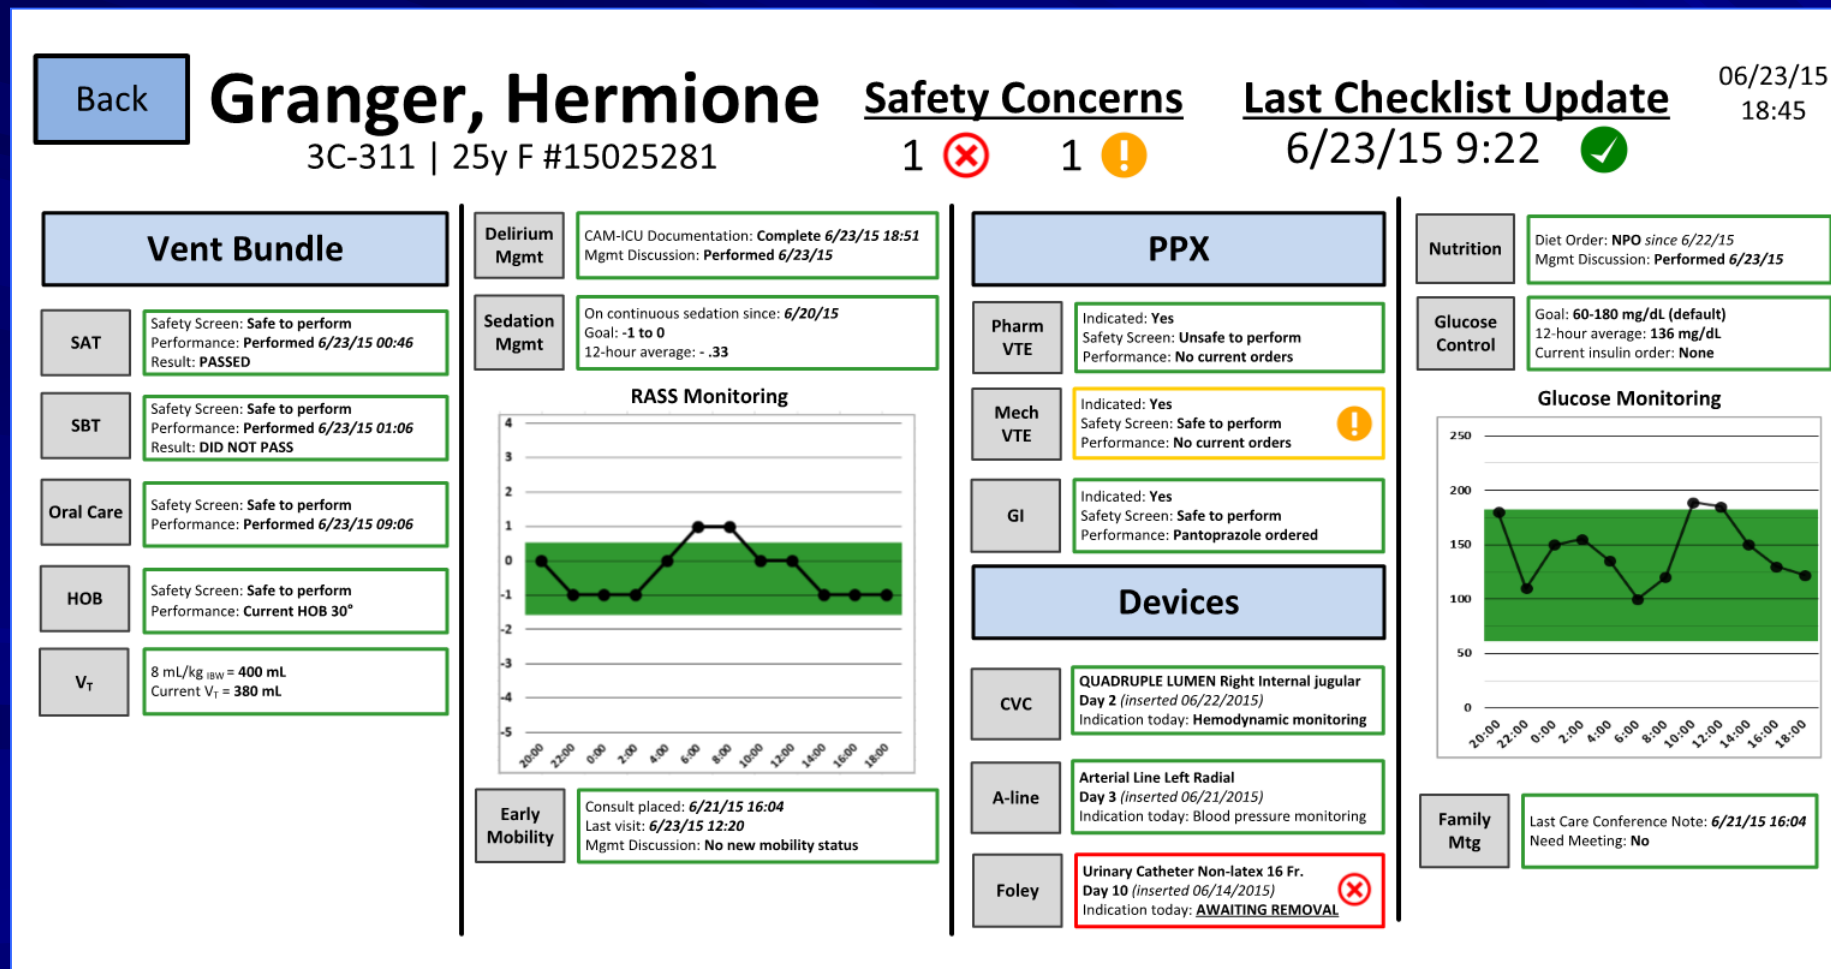 Back
Granger, Hermione
3C-311 | 25y F #15025281
Safety Concerns
1 1
Last Checklist Update
6/23/15 9:22
06/23/15
18:45
Vent Bundle
SAT
Safety Screen: Safe to perform
Performance: Performed 6/23/15 00:46
Result: PASSED
SBT
Safety Screen: Safe to perform
Performance: Performed 6/23/15 01:06
Result: DID NOT PASS
Oral Care
Safety Screen: Safe to perform
Performance: Performed 6/23/15 09:06
HOB
Safety Screen: Safe to perform
Performance: Current HOB 30°
VT
8 mL/kg IBW = 400 mL
Current VT = 380 mL
Delirium
Mgmt
CAM-ICU Documentation: Complete 6/23/15 18:51
Mgmt Discussion: Performed 6/23/15
Sedation
Mgmt
On continuous sedation since: 6/20/15
Goal: -1 to 0
12-hour average: - .33
RASS Monitoring
4
3
2
1
0
-1
-2
-3
-4
-5
20:00 22:00 0:00 2:00 4:00 6:00 8:00 10:00 12:00 14:00 16:00 18:00
Early
Mobility
Consult placed: 6/21/15 16:04
Last visit: 6/23/15 12:20
Mgmt Discussion: No new mobility status
PPX
Pharm
VTE
Indicated: Yes
Safety Screen: Unsafe to perform
Performance: No current orders
Mech
VTE
Indicated: Yes
Safety Screen: Safe to perform
Performance: No current orders
GI
Indicated: Yes
Safety Screen: Safe to perform
Performance: Pantoprazole ordered
Devices
CVC
QUADRUPLE LUMEN Right Internal jugular
Day 2 (inserted 06/22/2015)
Indication today: Hemodynamic monitoring
A-line
Arterial Line Left Radial
Day 3 (inserted 06/21/2015)
Indication today: Blood pressure monitoring
Foley
Urinary Catheter Non-latex 16 Fr.
Day 10 (inserted 06/14/2015)
Indication today: AWAITING REMOVAL
Nutrition
Diet Order: NPO since 6/22/15
Mgmt Discussion: Performed 6/23/15
Glucose
Control
Goal: 60-180 mg/dL (default)
12-hour average: 136 mg/dL
Current insulin order: None
Glucose Monitoring
250
200
150
100
50
0
20:00 22:00 0:00 2:00 4:00 6:00 8:00 10:00 12:00 14:00 16:00 18:00
Family
Mtg
Last Care Conference Note: 6/21/15 16:04
Need Meeting: No